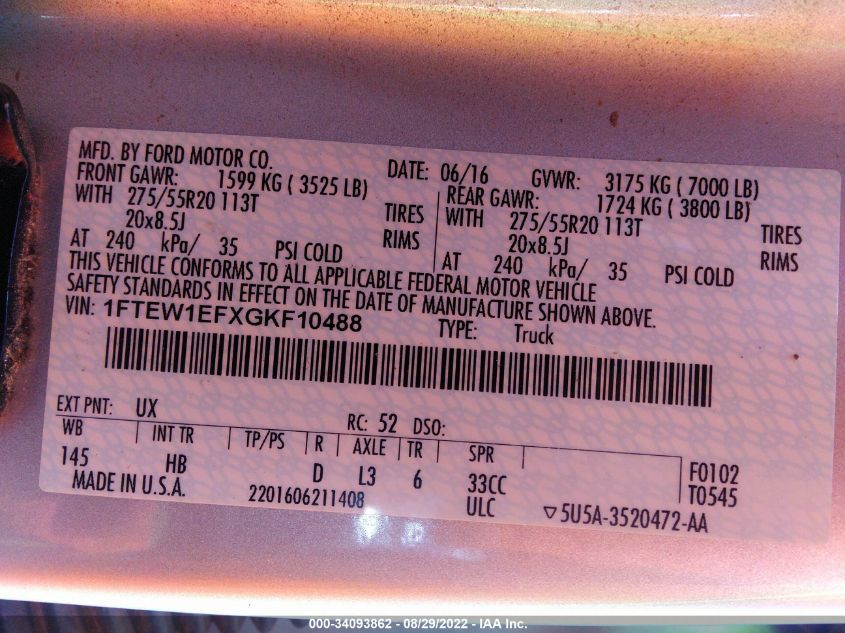 MFD. BY FORD MOTOR CO. DATE: 06/16 GVWR: 3175 KG ( 7000 LB)
FRONT GAWR: 1599 KG ( 3525 LB) REAR GAWR: 1724 KG ( 3800 LB)
WITH 275/55R20 113T TIRES WITH 275/55R20 113T TIRES
20x8.5J RIMS 20x8.5J RIMS
AT 240 kPa/ 35 PSI COLD AT 240 kPa/ 35 PSI COLD
THIS VEHICLE CONFORMS TO ALL APPLICABLE FEDERAL MOTOR VEHICLE
SAFETY STANDARDS IN EFFECT ON THE DATE OF MANUFACTURE SHOWN ABOVE.
VIN: 1FTEW1EFXGKF10488 TYPE: Truck
EXT PNT: UX RC: 52 DSO:
WB INT TR TP/PS R AXLE TR SPR
145 HB D L3 6 33CC F0102
MADE IN U.S.A. 2201606211408 ULC T0545
▽5U5A-3520472-AA
000-34093862 - 08/29/2022 - IAA Inc.